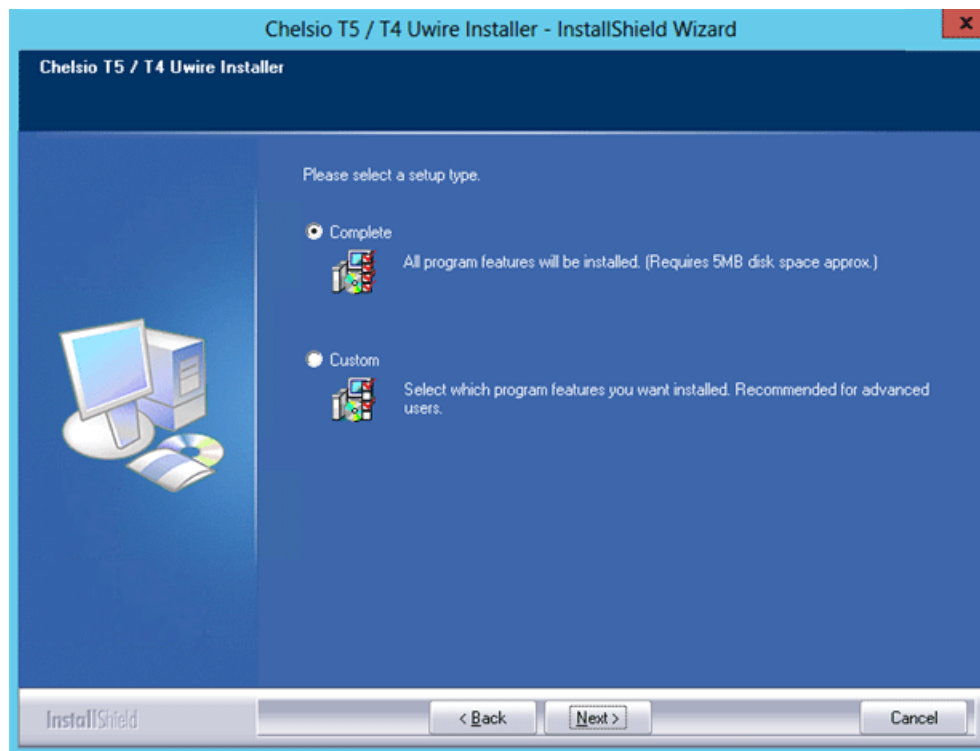 Chelsio T5 / T4 Uwire Installer - InstallShield Wizard
x
Chelsio T5 / T4 Uwire Installer
Please select a setup type.
Complete
All program features will be installed. (Requires 5MB disk space approx.)
Custom
Select which program features you want installed. Recommended for advanced
users.
InstallShield
< Back
Next >
Cancel